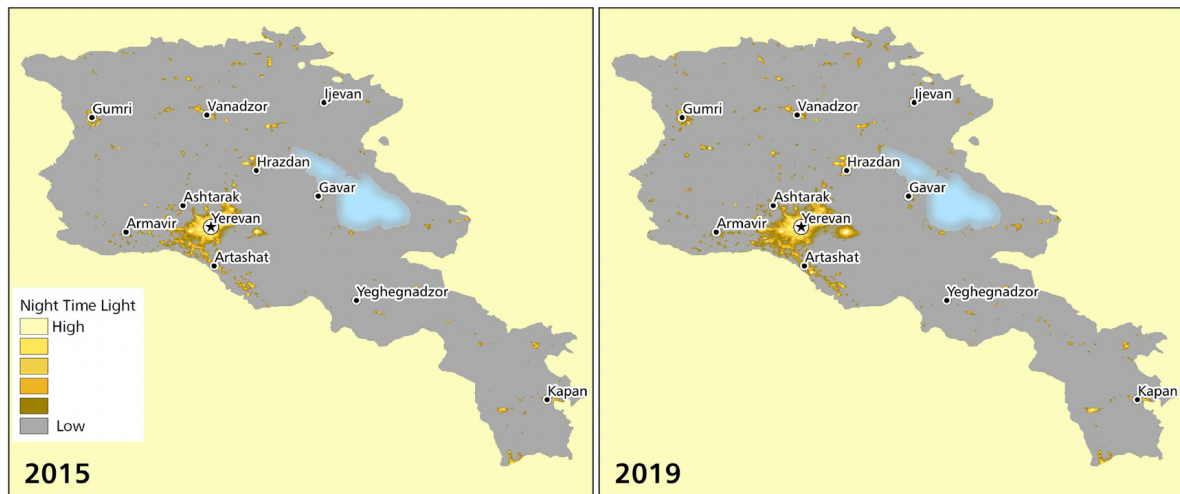 Ijevan
Gumri
Vanadzor
Hrazdan
Gavar
Ashtarak
Armavir
Yerevan
Artashat
Yeghegnadzor
Kapan
Night Time Light
High
Low
2015
Ijevan
Gumri
Vanadzor
Hrazdan
Gavar
Ashtarak
Armavir
Yerevan
Artashat
Yeghegnadzor
Kapan
2019